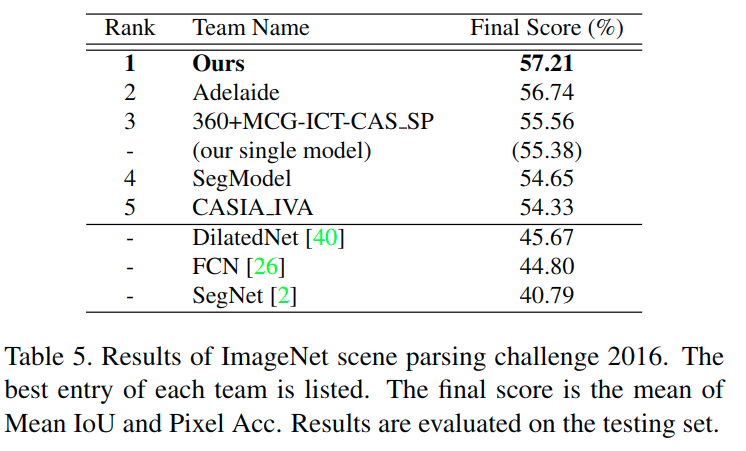 Rank Team Name Final Score (%)
1 Ours 57.21
2 Adelaide 56.74
3 360+MCG-ICT-CAS_SP 55.56
- (our single model) (55.38)
4 SegModel 54.65
5 CASIA_IVA 54.33
- DilatedNet [40] 45.67
- FCN [26] 44.80
- SegNet [2] 40.79
Table 5. Results of ImageNet scene parsing challenge 2016. The
best entry of each team is listed. The final score is the mean of
Mean IoU and Pixel Acc. Results are evaluated on the testing set.